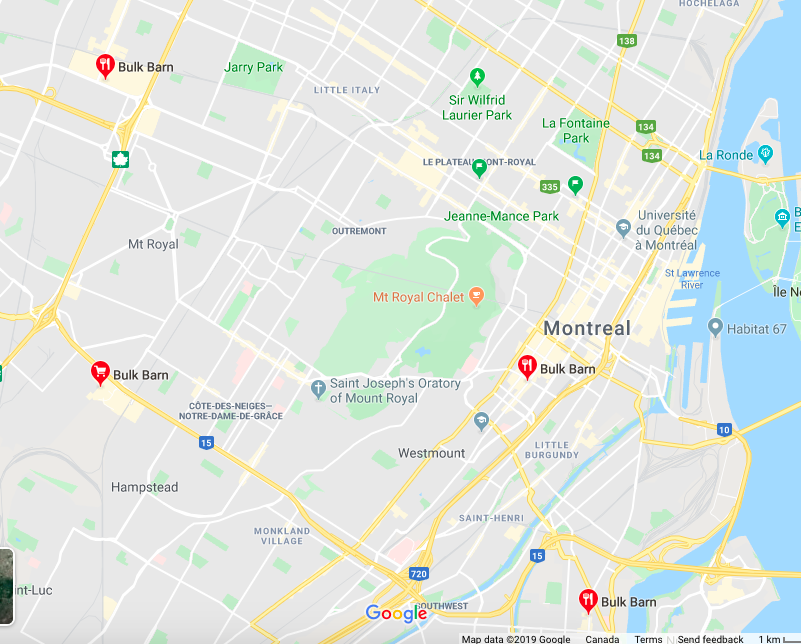 HOCHELAGA
138
Bulk Barn
Jarry Park
LITTLE ITALY
Sir Wilfrid
Laurier Park
La Fontaine
Park
134
134
La Ronde
LE PLATEAU-MONT-ROYAL
335
Jeanne-Mance Park
Université
du Québec
à Montréal
OUTREMONT
Mt Royal
St Lawrence
River
Île No
Mt Royal Chalet
Montreal
Habitat 67
Bulk Barn
Bulk Barn
Saint Joseph's Oratory
of Mount Royal
CÔTE-DES-NEIGES—
NOTRE-DAME-DE-GRÂCE
15
10
Westmount
LITTLE
BURGUNDY
Hampstead
SAINT-HENRI
MONKLAND
VILLAGE
15
720
int-Luc
Bulk Barn
SOUTHWEST
Google
Map data ©2019 Google Canada Terms Send feedback 1 km